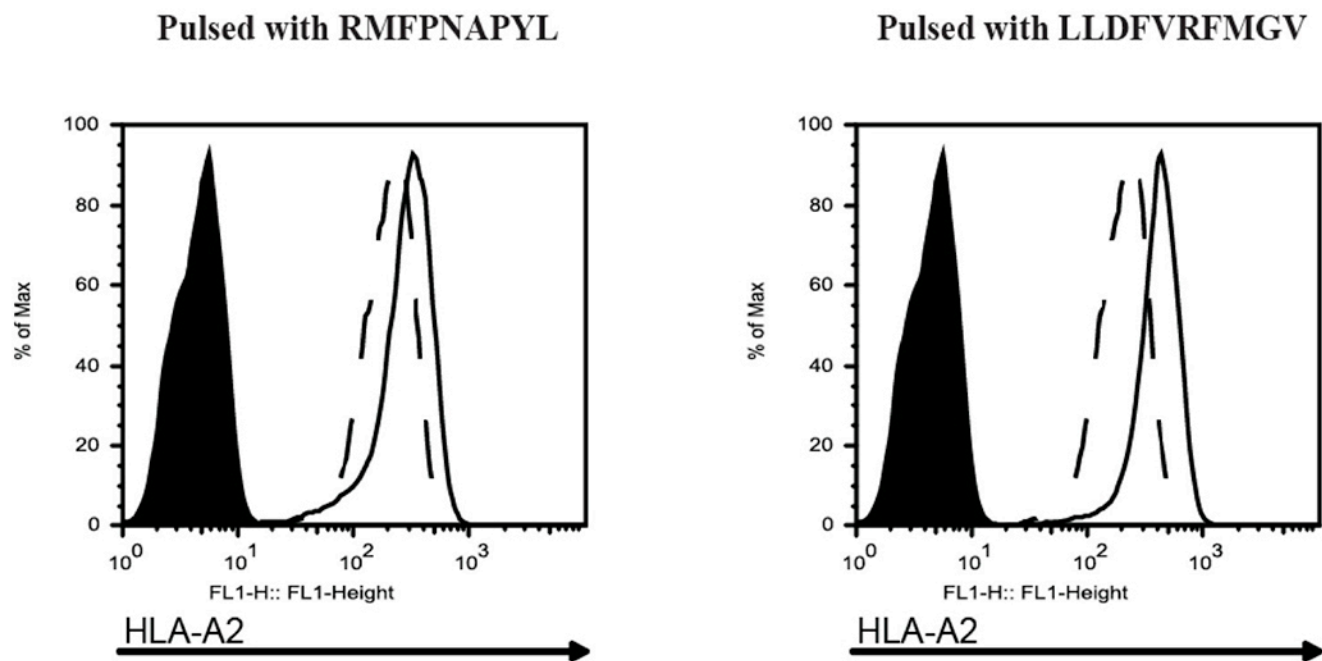 Pulsed with RMFPNAPYL
100
80
60
40
20
0
% of Max
10^0 10^1 10^2 10^3
FL1-H:: FL1-Height
HLA-A2
Pulsed with LLDFVRFMGV
100
80
60
40
20
0
% of Max
10^0 10^1 10^2 10^3
FL1-H:: FL1-Height
HLA-A2